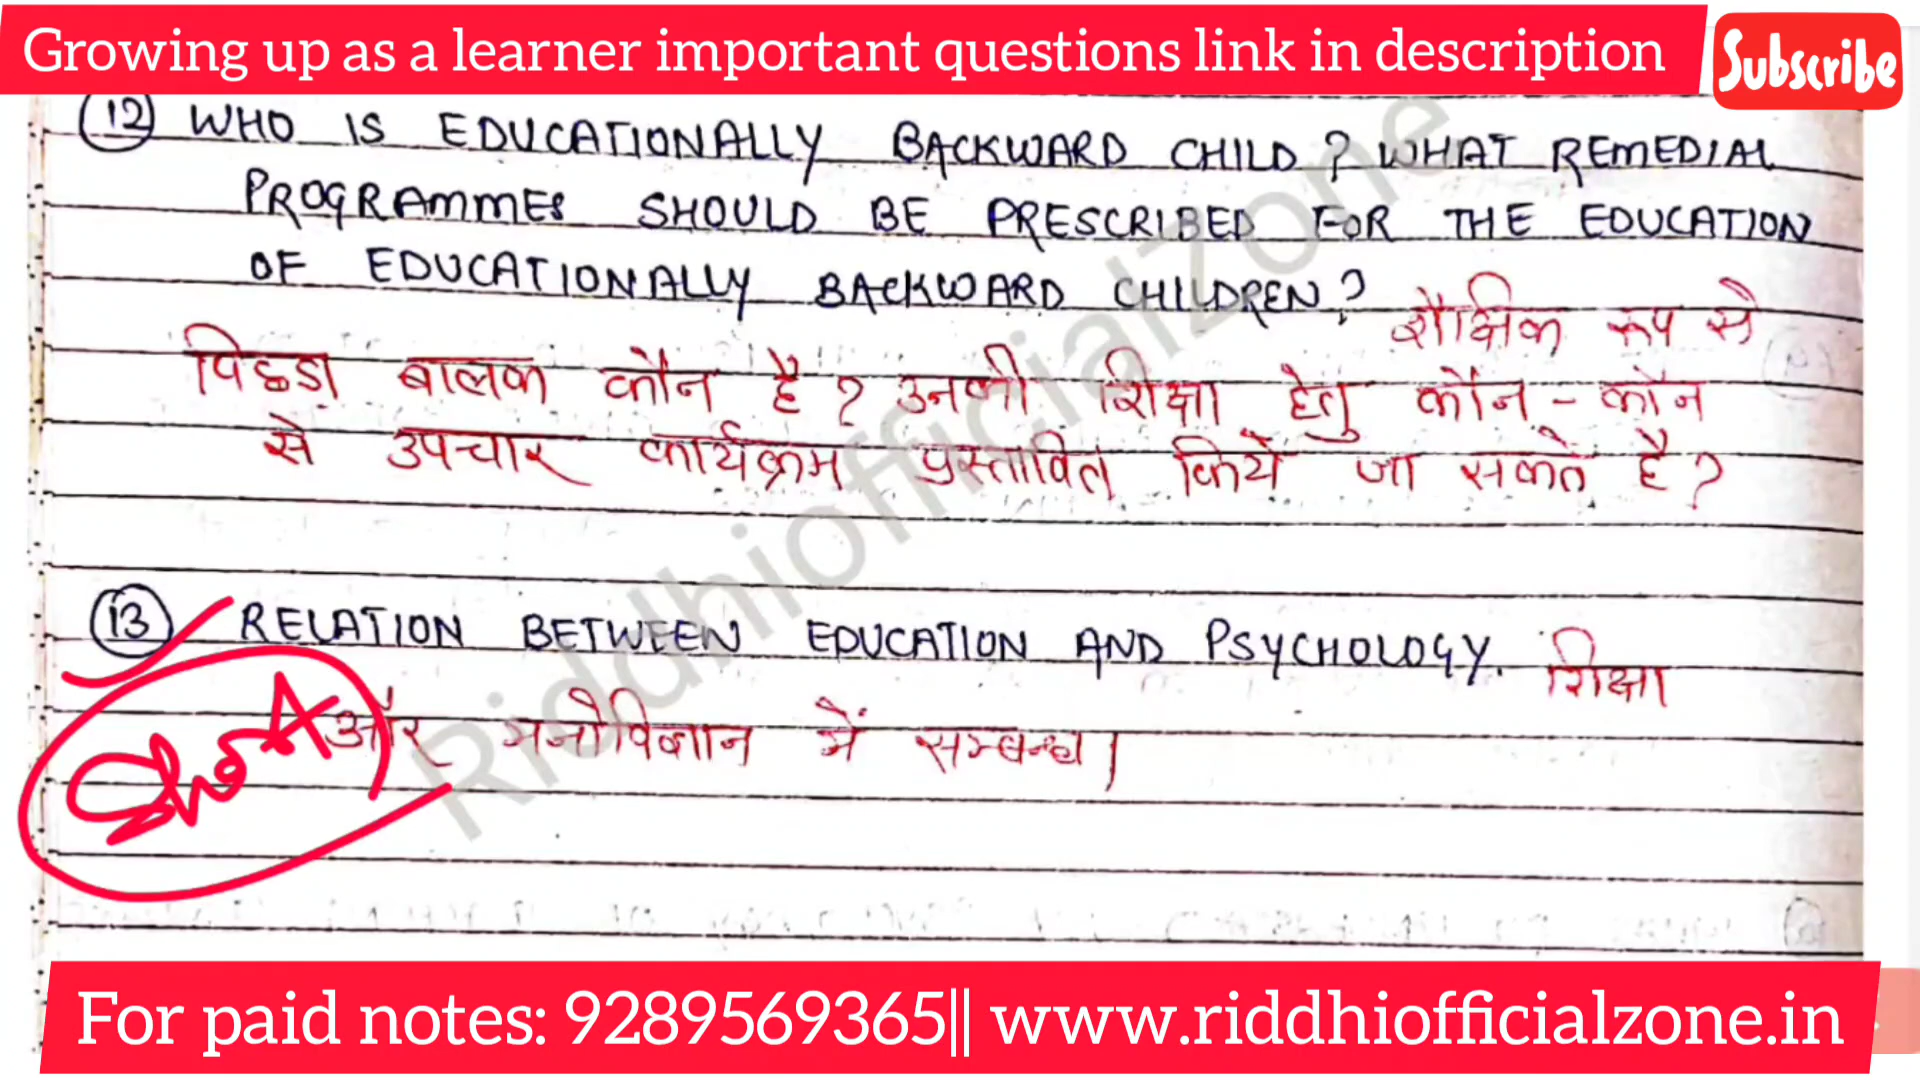 Growing up as a learner important questions link in description
Subscribe
(12) WHO IS EDUCATIONALLY BACKWARD CHILD? WHAT REMEDIAL
PROGRAMMES SHOULD BE PRESCRIBED FOR THE EDUCATION
OF EDUCATIONALLY BACKWARD CHILDREN?
शैक्षिक रूप से
पिछडा बालक कौन है? उनकी शिक्षा हेतु कौन-कौन
से उपचार कार्यक्रम प्रस्तावित किये जा सकते है?
(13) RELATION BETWEEN EDUCATION AND PSYCHOLOGY. शिक्षा
और मनोविज्ञान में सम्बन्ध।
Short
RiddhiofficialZone
For paid notes: 9289569365|| www.riddhiofficialzone.in